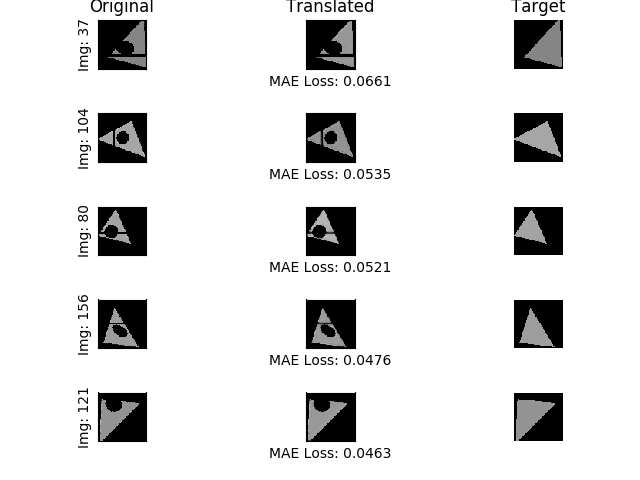 Original Translated Target
Img: 37
MAE Loss: 0.0661
Img: 104
MAE Loss: 0.0535
Img: 80
MAE Loss: 0.0521
Img: 156
MAE Loss: 0.0476
Img: 121
MAE Loss: 0.0463